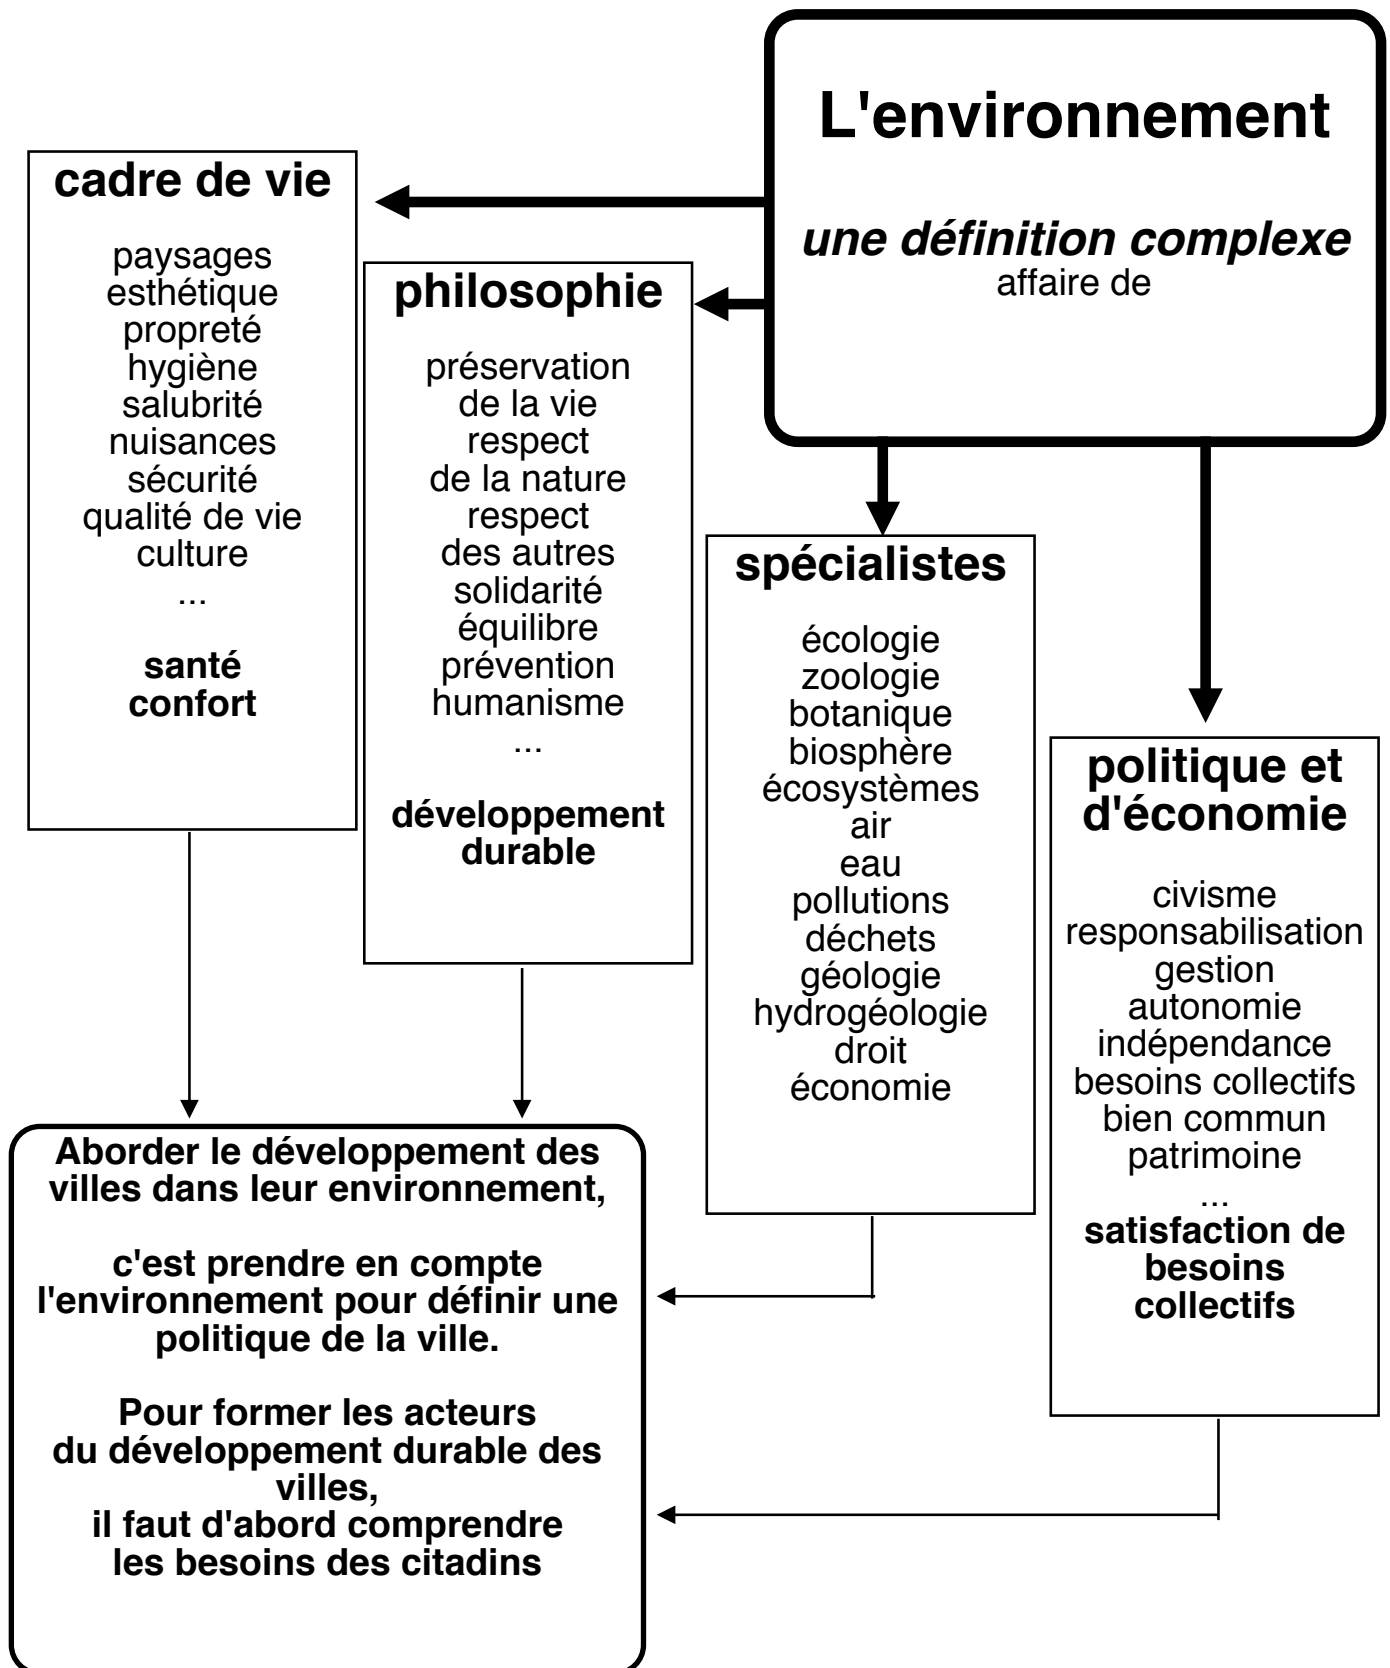 L'environnement
une définition complexe
affaire de
cadre de vie
paysages
esthétique
propreté
hygiène
salubrité
nuisances
sécurité
qualité de vie
culture
...
santé
confort
philosophie
préservation
de la vie
respect
de la nature
respect
des autres
solidarité
équilibre
prévention
humanisme
...
développement
durable
spécialistes
écologie
zoologie
botanique
biosphère
écosystèmes
air
eau
pollutions
déchets
géologie
hydrogéologie
droit
économie
politique et
d'économie
civisme
responsabilisation
gestion
autonomie
indépendance
besoins collectifs
bien commun
patrimoine
...
satisfaction de
besoins
collectifs
Aborder le développement des
villes dans leur environnement,
c'est prendre en compte
l'environnement pour définir une
politique de la ville.
Pour former les acteurs
du développement durable des
villes,
il faut d'abord comprendre
les besoins des citadins